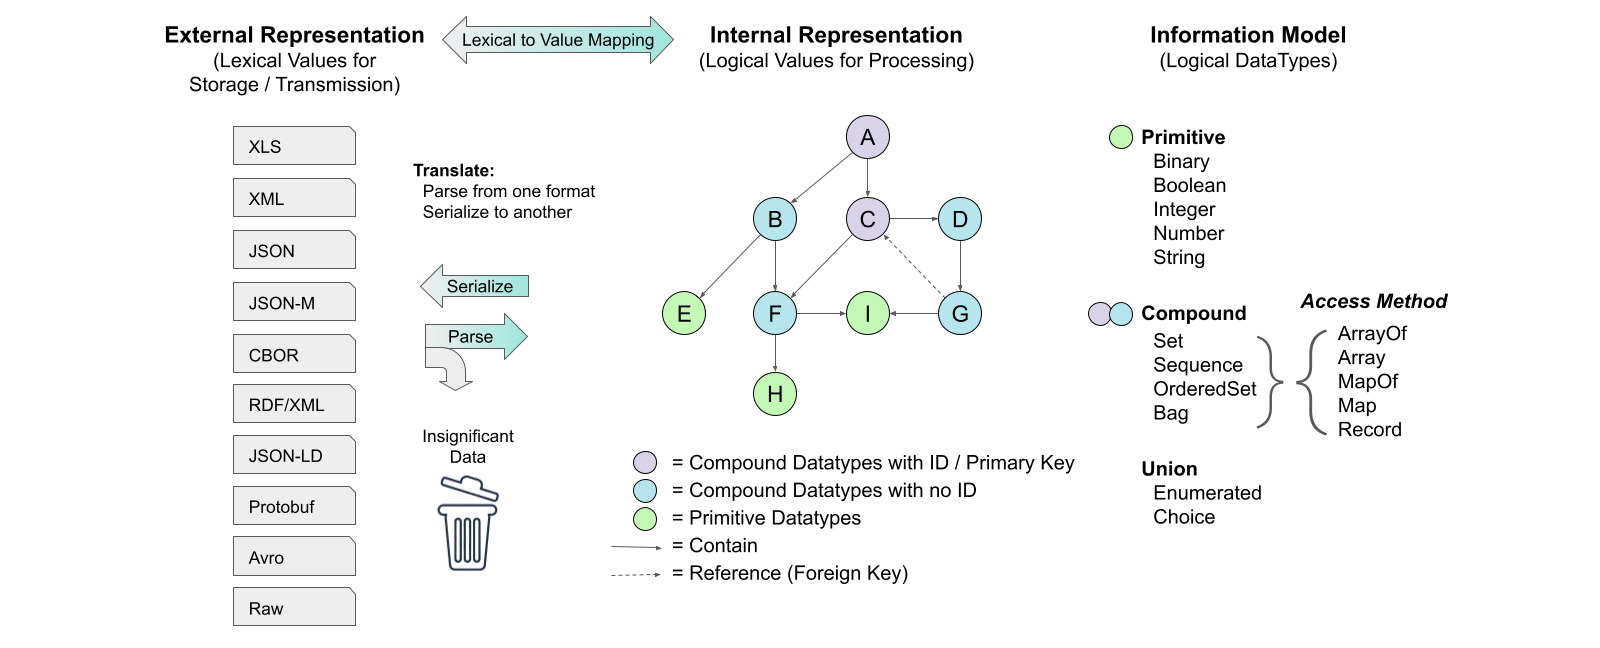 External Representation
(Lexical Values for
Storage / Transmission)
Lexical to Value Mapping
Internal Representation
(Logical Values for Processing)
Information Model
(Logical DataTypes)
XLS
XML
JSON
JSON-M
CBOR
RDF/XML
JSON-LD
Protobuf
Avro
Raw
Translate:
Parse from one format
Serialize to another
Serialize
Parse
Insignificant
Data
A
B
C
D
E
F
I
G
H
= Compound Datatypes with ID / Primary Key
= Compound Datatypes with no ID
= Primitive Datatypes
= Contain
= Reference (Foreign Key)
Primitive
Binary
Boolean
Integer
Number
String
Compound
Set
Sequence
OrderedSet
Bag
Access Method
ArrayOf
Array
MapOf
Map
Record
Union
Enumerated
Choice